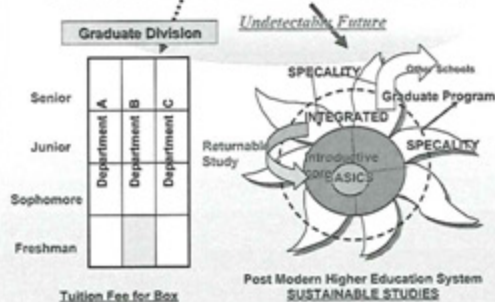 Undetectable Future
Graduate Division
Senior
Junior
Sophomore
Freshman
Department A
Department B
Department C
Tuition Fee for Box
SPECALITY
Other Schools
Graduate Program
INTEGRATED
SPECALITY
Returnable
Study
Introductive
BASICS
Post Modern Higher Education System
SUSTAINABLE STUDIES